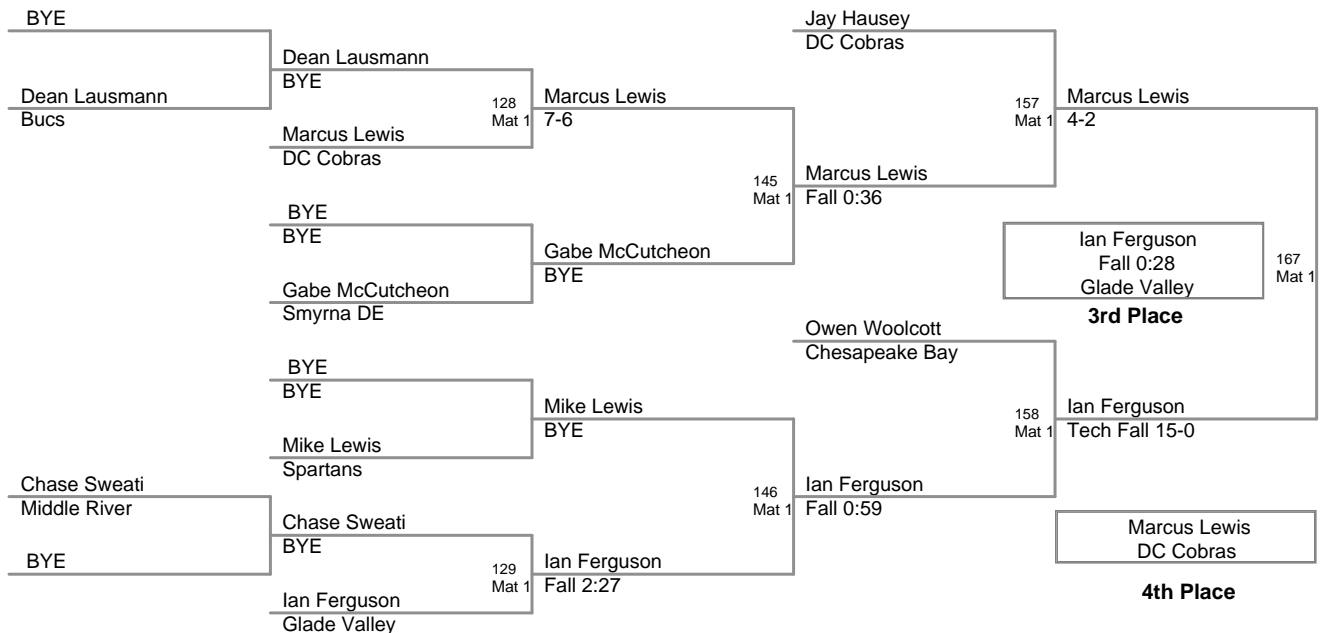 BYE
Jay Hausey
DC Cobras
Dean Lausmann
BYE
Dean Lausmann
Bucs
128
Mat 1
Marcus Lewis
7-6
157
Mat 1
Marcus Lewis
4-2
Marcus Lewis
DC Cobras
145
Mat 1
Marcus Lewis
Fall 0:36
BYE
BYE
Gabe McCutcheon
BYE
Ian Ferguson
Fall 0:28
Glade Valley
167
Mat 1
Gabe McCutcheon
Smyrna DE
3rd Place
Owen Woolcott
Chesapeake Bay
BYE
BYE
Mike Lewis
BYE
158
Mat 1
Ian Ferguson
Tech Fall 15-0
Mike Lewis
Spartans
Chase Sweati
Middle River
146
Mat 1
Ian Ferguson
Fall 0:59
Chase Sweati
BYE
Marcus Lewis
DC Cobras
BYE
129
Mat 1
Ian Ferguson
Fall 2:27
4th Place
Ian Ferguson
Glade Valley